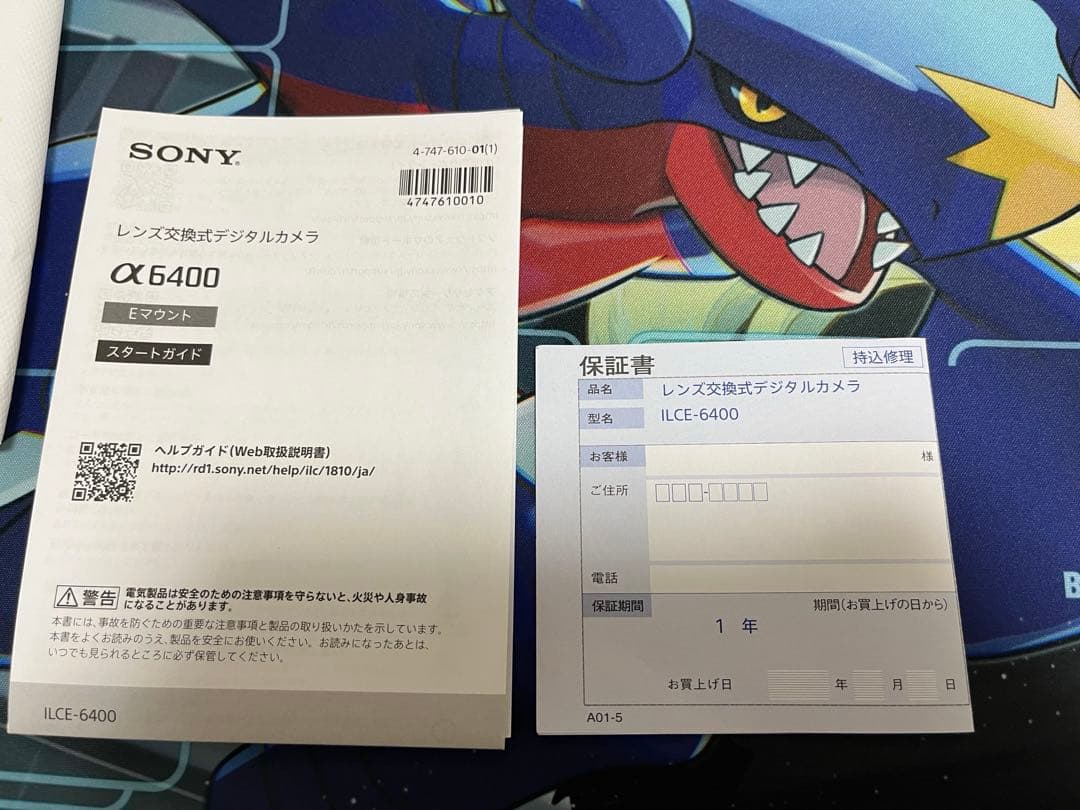 SONY®
4-747-610-01(1)
4747610010
レンズ交換式デジタルカメラ
α6400
Eマウント
スタートガイド
ヘルプガイド(Web取扱説明書)
http://rd1.sony.net/help/ilc/1810/ja/
警告
電気製品は安全のための注意事項を守らないと、火災や人身事故
になることがあります。
本書には、事故を防ぐための重要な注意事項と製品の取り扱いかたを示しています。
本書をよくお読みのうえ、製品を安全にお使いください。お読みになったあとは、
いつでも見られるところに必ず保管してください。
ILCE-6400
保証書
持込修理
品名 レンズ交換式デジタルカメラ
型名 ILCE-6400
お客様 様
ご住所
電話
保証期間 期間(お買上げの日から)
1 年
お買上げ日 年 月 日
A01-5